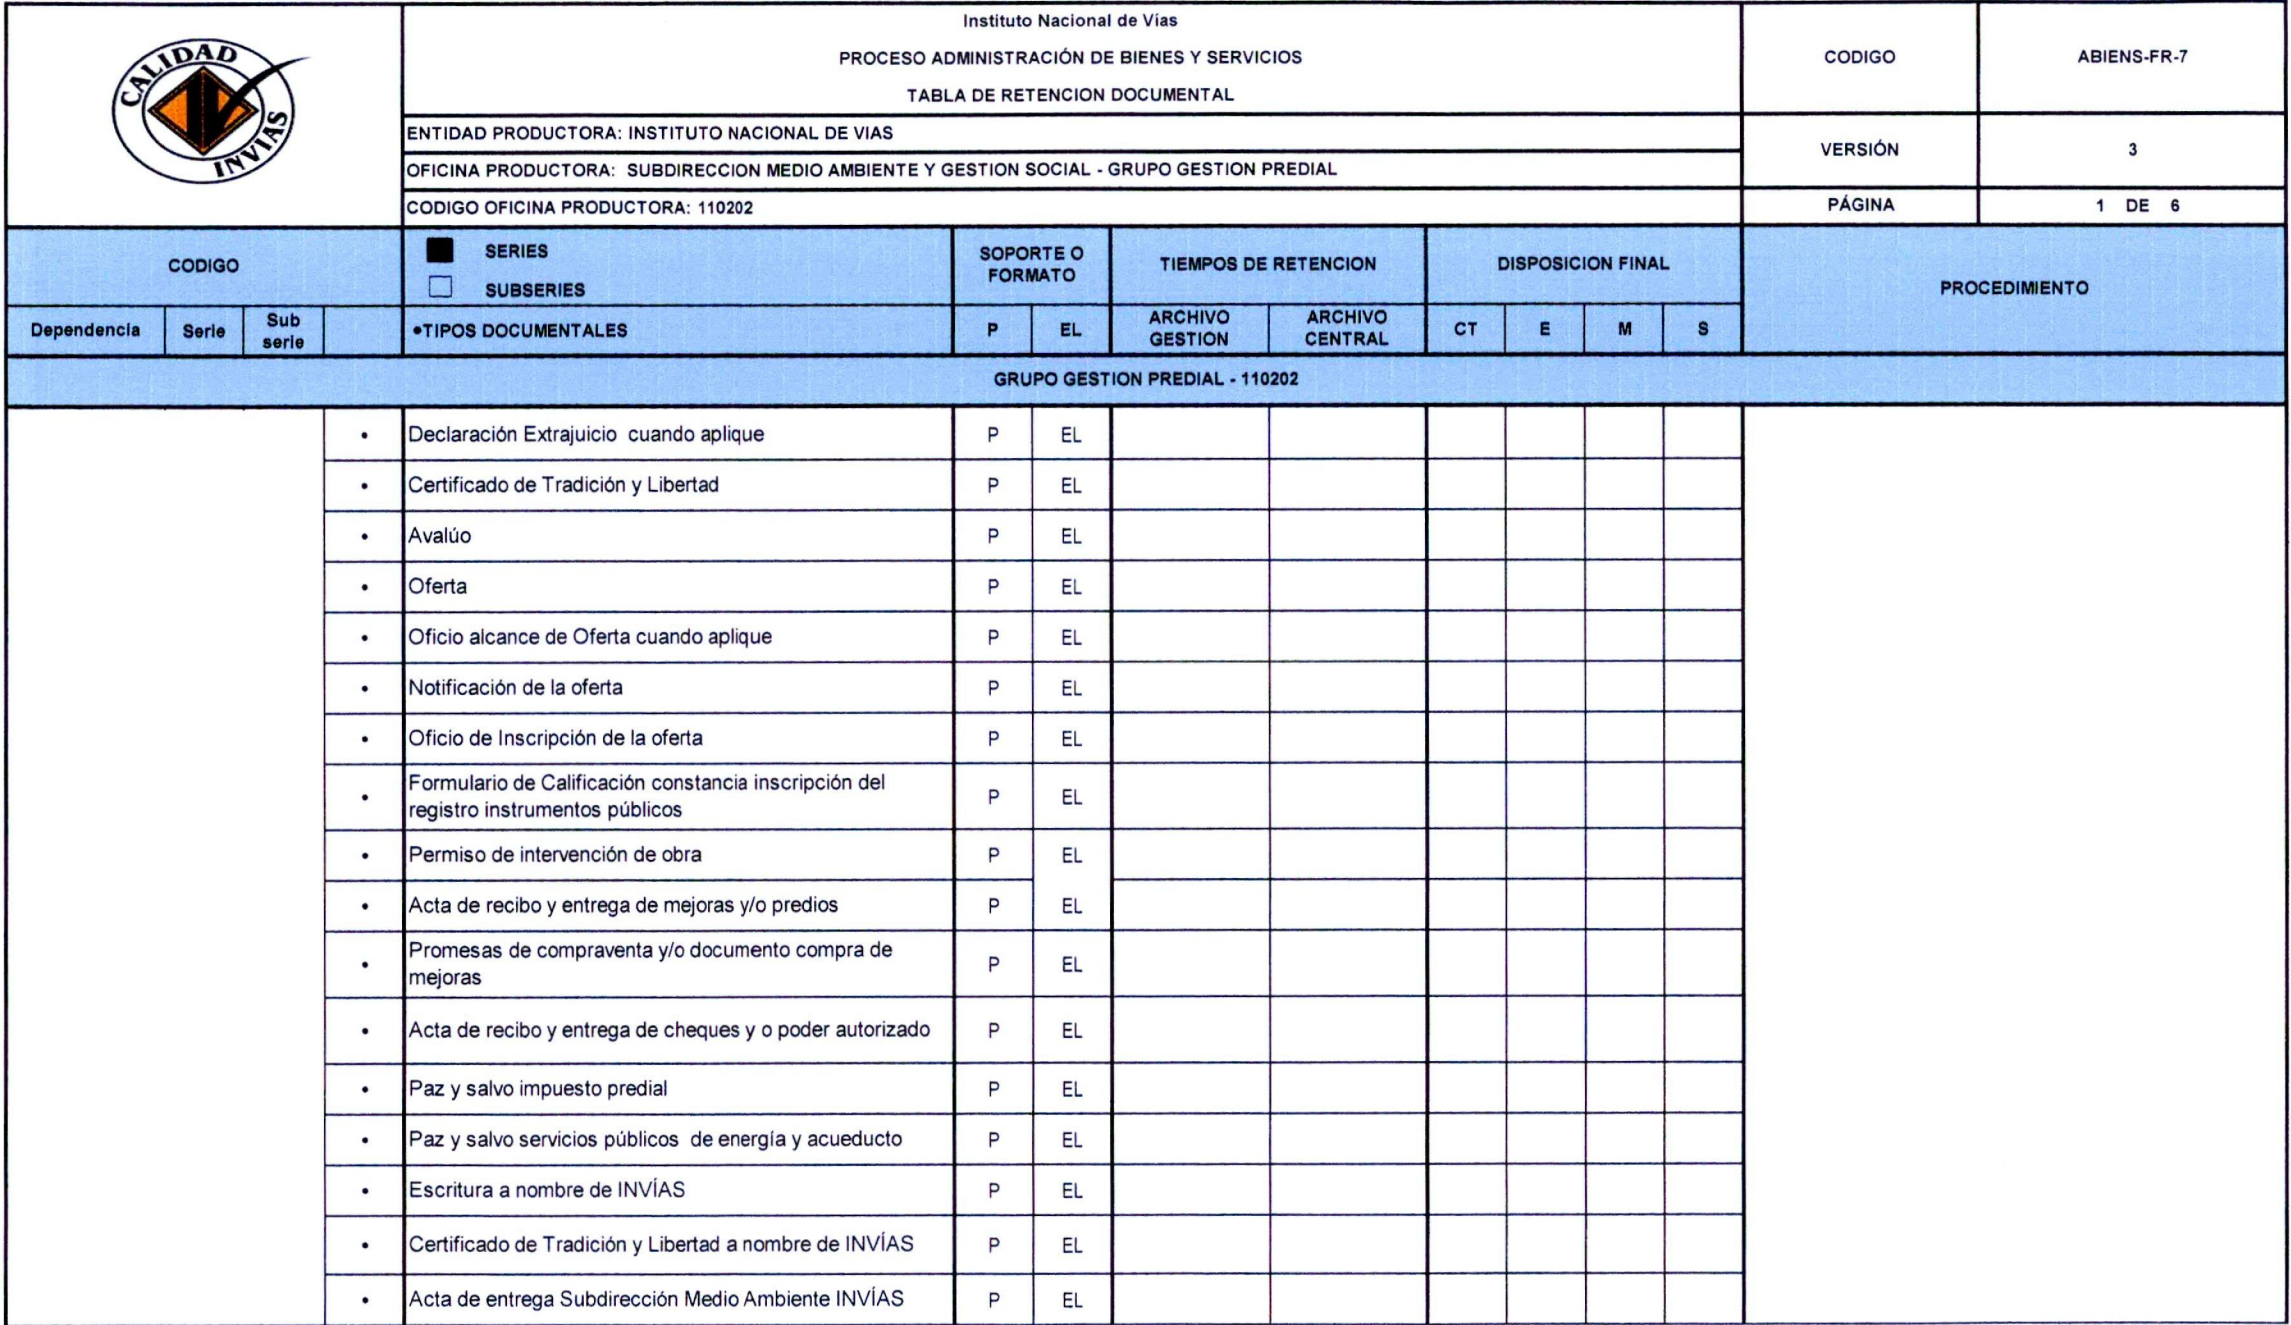 CALIDAD
INVIAS
Instituto Nacional de Vías
PROCESO ADMINISTRACIÓN DE BIENES Y SERVICIOS
TABLA DE RETENCION DOCUMENTAL
CODIGO
ABIENS-FR-7
ENTIDAD PRODUCTORA: INSTITUTO NACIONAL DE VIAS
OFICINA PRODUCTORA: SUBDIRECCION MEDIO AMBIENTE Y GESTION SOCIAL - GRUPO GESTION PREDIAL
VERSIÓN
3
CODIGO OFICINA PRODUCTORA: 110202
PÁGINA
1 DE 6
CODIGO
SERIES
SUBSERIES
SOPORTE O
FORMATO
TIEMPOS DE RETENCION
DISPOSICION FINAL
PROCEDIMIENTO
Dependencia
Serie
Sub
serie
•TIPOS DOCUMENTALES
P
EL
ARCHIVO
GESTION
ARCHIVO
CENTRAL
CT
E
M
S
GRUPO GESTION PREDIAL - 110202
• Declaración Extrajuicio cuando aplique P EL
• Certificado de Tradición y Libertad P EL
• Avalúo P EL
• Oferta P EL
• Oficio alcance de Oferta cuando aplique P EL
• Notificación de la oferta P EL
• Oficio de Inscripción de la oferta P EL
• Formulario de Calificación constancia inscripción del
registro instrumentos públicos P EL
• Permiso de intervención de obra P EL
• Acta de recibo y entrega de mejoras y/o predios P EL
• Promesas de compraventa y/o documento compra de
mejoras P EL
• Acta de recibo y entrega de cheques y o poder autorizado P EL
• Paz y salvo impuesto predial P EL
• Paz y salvo servicios públicos de energía y acueducto P EL
• Escritura a nombre de INVÍAS P EL
• Certificado de Tradición y Libertad a nombre de INVÍAS P EL
• Acta de entrega Subdirección Medio Ambiente INVÍAS P EL